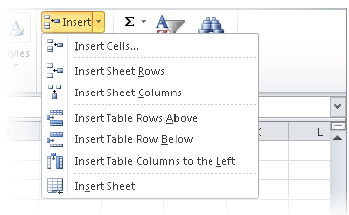 Insert
Σ
Styles
Insert Cells...
Insert Sheet Rows
Insert Sheet Columns
Insert Table Rows Above
Insert Table Row Below
Insert Table Columns to the Left
Insert Sheet
L